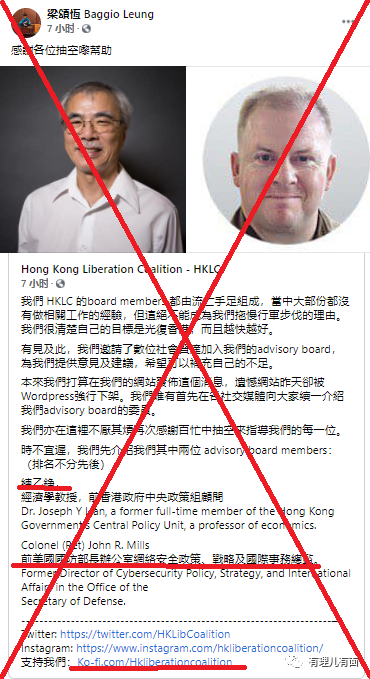 梁頌恆 Baggio Leung
7 小时 ·
感謝各位抽空嚟幫助
Hong Kong Liberation Coalition - HKLC
7 小时 ·
我們 HKLC 的board members 都由流亡手足組成，當中大部份都沒
有做相關工作的經驗，但這絕不能成為我們拖慢行軍步伐的理由。
我們很清楚自己的目標是光復香港，而且越快越好。
有見及此，我們邀請了數位社會賢達加入我們的advisory board，
為我們提供意見及建議，希望可以補充自己的不足。
本來我們打算在我們的網站發佈這個消息，遺憾網站昨天卻被
Wordpress強行下架。我們唯有首先在各社交媒體向大家續一介紹
我們advisory board的委員。
我們亦在這裡不厭其煩再次感謝百忙中抽空來指導我們的每一位。
時不宜遲，我們先介紹我們其中兩位 advisory board members：
（排名不分先後）
練乙錚，
經濟學教授，前香港政府中央政策組顧問
Dr. Joseph Y Lian, a former full-time member of the Hong Kong
Government's Central Policy Unit, a professor of economics.
Colonel (Ret) John R. Mills
前美國國防部長辦公室網絡安全政策、戰略及國際事務總監
Former Director of Cybersecurity Policy, Strategy, and International
Affairs in the Office of the
Secretary of Defense.
Twitter: https://twitter.com/HKLibCoalition
Instagram: https://www.instagram.com/hkliberationcoalition/
支持我們：Ko-fi.com/Hkliberationcoalition
有理儿有面